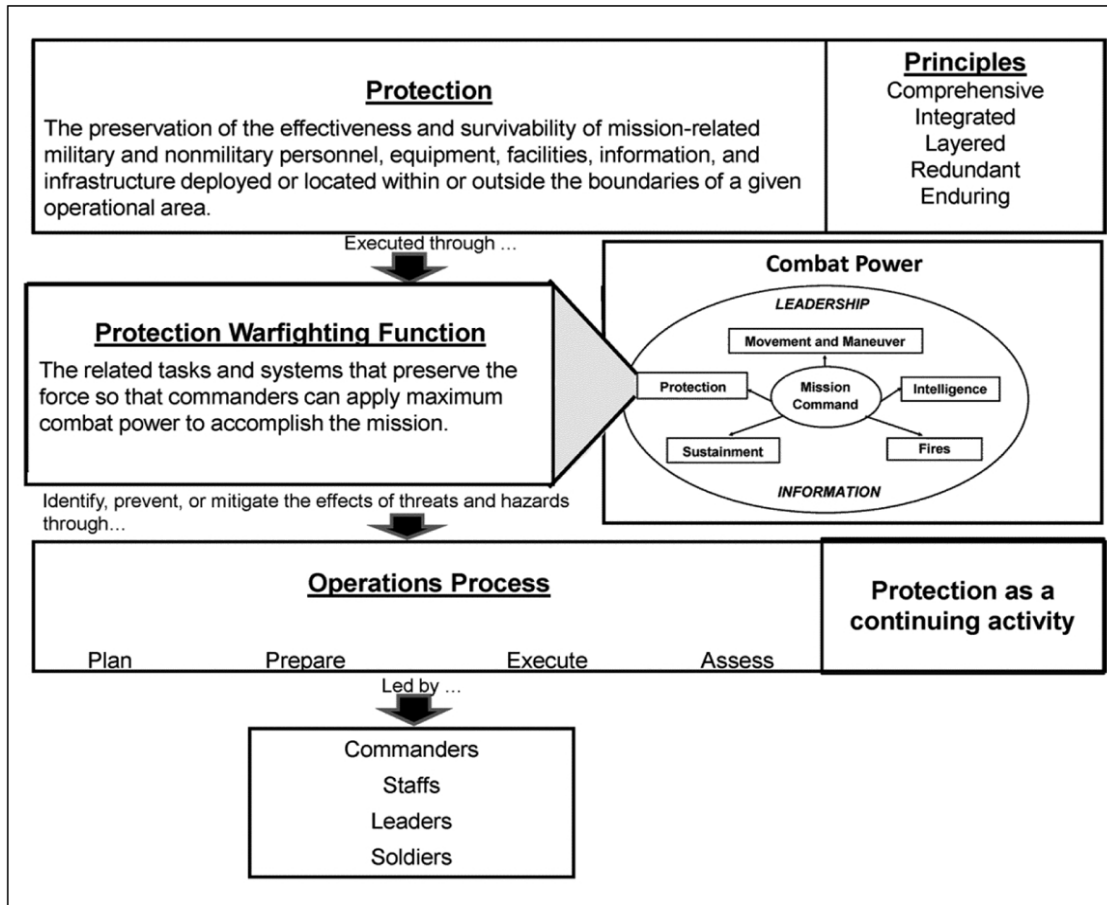 Protection
The preservation of the effectiveness and survivability of mission-related
military and nonmilitary personnel, equipment, facilities, information, and
infrastructure deployed or located within or outside the boundaries of a given
operational area.
Principles
Comprehensive
Integrated
Layered
Redundant
Enduring
Executed through …
Protection Warfighting Function
The related tasks and systems that preserve the
force so that commanders can apply maximum
combat power to accomplish the mission.
Combat Power
LEADERSHIP
Movement and Maneuver
Protection
Mission
Command
Intelligence
Sustainment
Fires
INFORMATION
Identify, prevent, or mitigate the effects of threats and hazards
through…
Operations Process
Plan Prepare Execute Assess
Protection as a
continuing activity
Led by …
Commanders
Staffs
Leaders
Soldiers